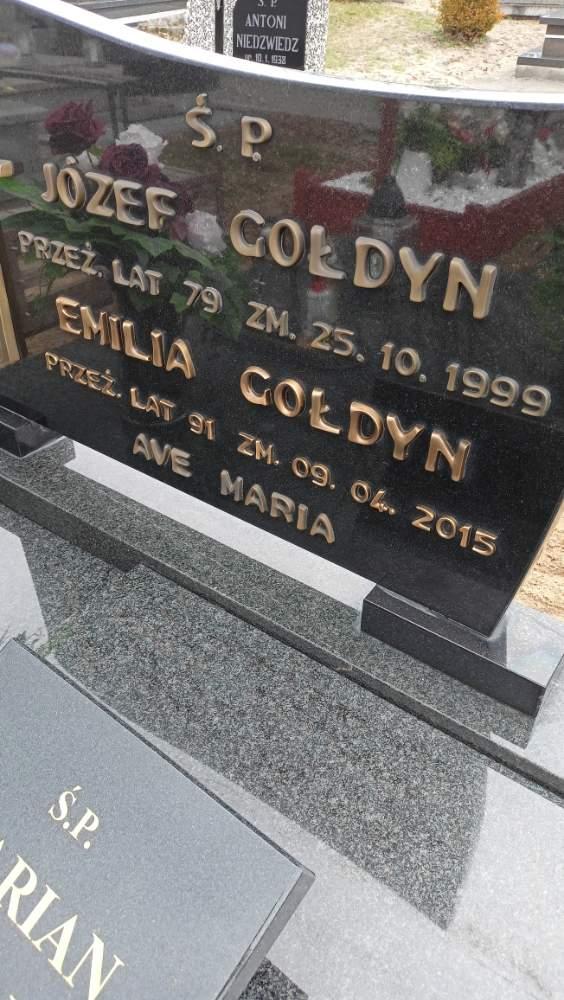 Ś. P.
ANTONI
NIEDZWIEDZ
Ś. P.
JÓZEF GOŁDYN
PRZEŻ. LAT 79 ZM. 25. 10. 1999
EMILIA GOŁDYN
PRZEŻ. LAT 91 ZM. 09. 04. 2015
AVE MARIA
Ś.P.
ARIAN